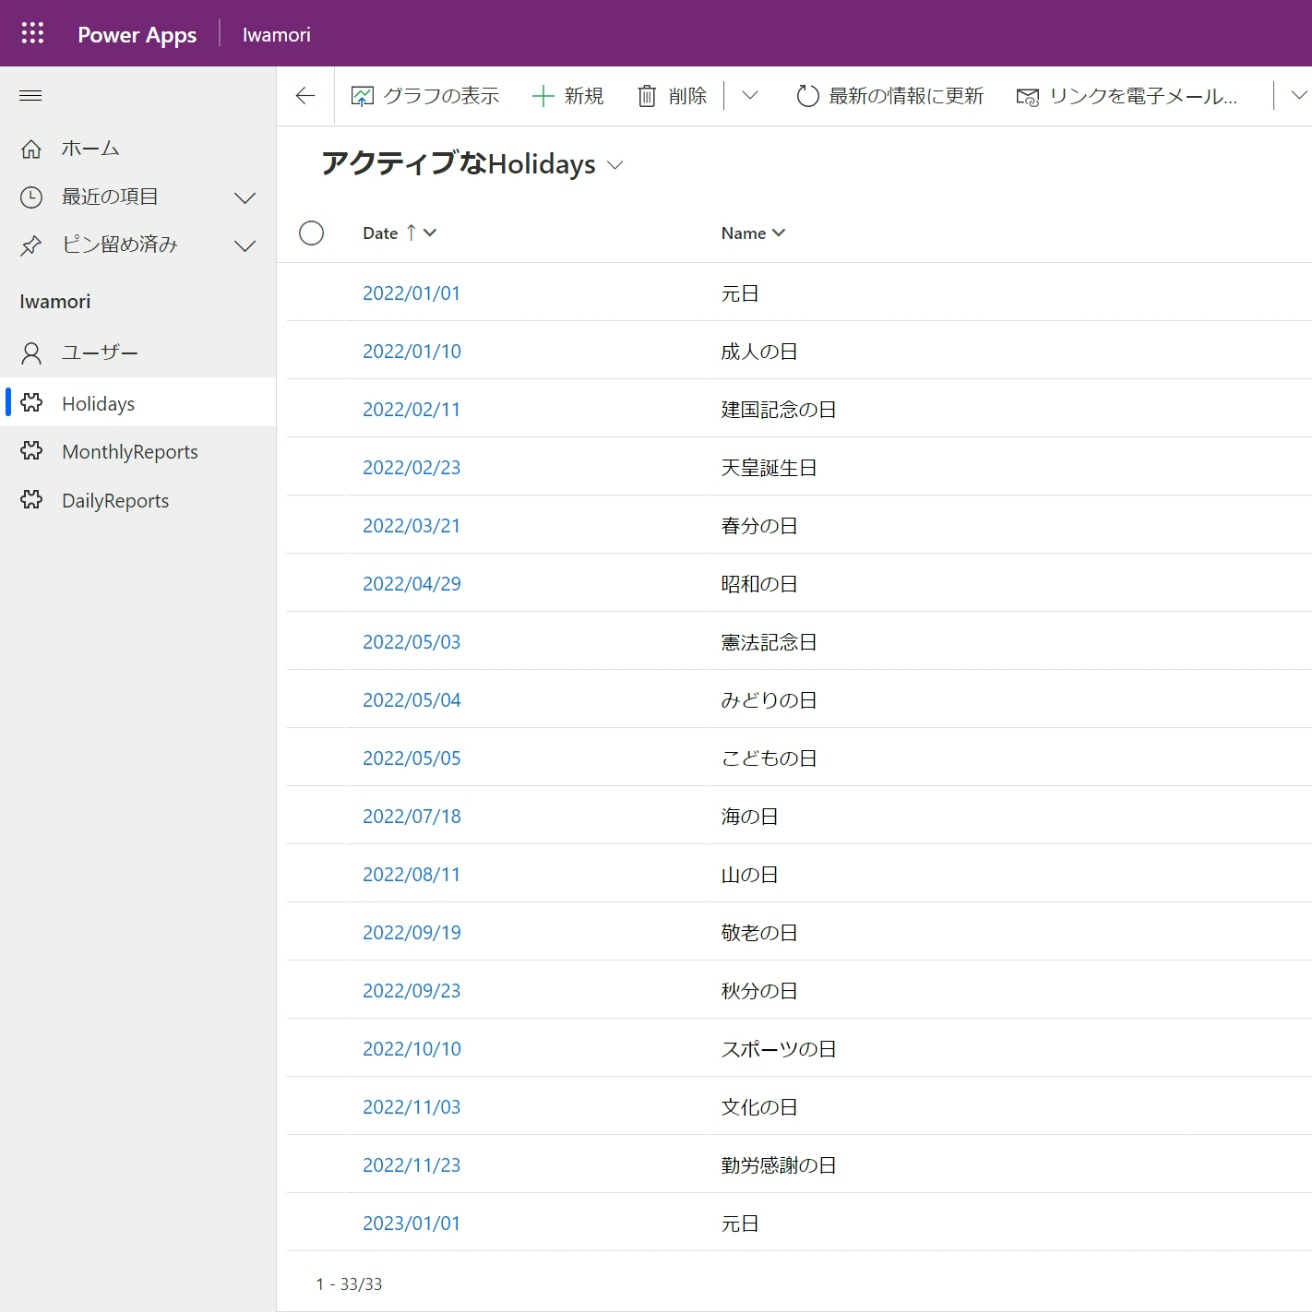 Power Apps Iwamori
グラフの表示 新規 削除 最新の情報に更新 リンクを電子メール...
ホーム
最近の項目
ピン留め済み
Iwamori
ユーザー
Holidays
MonthlyReports
DailyReports
アクティブなHolidays
Date ↑ Name
2022/01/01 元日
2022/01/10 成人の日
2022/02/11 建国記念の日
2022/02/23 天皇誕生日
2022/03/21 春分の日
2022/04/29 昭和の日
2022/05/03 憲法記念日
2022/05/04 みどりの日
2022/05/05 こどもの日
2022/07/18 海の日
2022/08/11 山の日
2022/09/19 敬老の日
2022/09/23 秋分の日
2022/10/10 スポーツの日
2022/11/03 文化の日
2022/11/23 勤労感謝の日
2023/01/01 元日
1 - 33/33